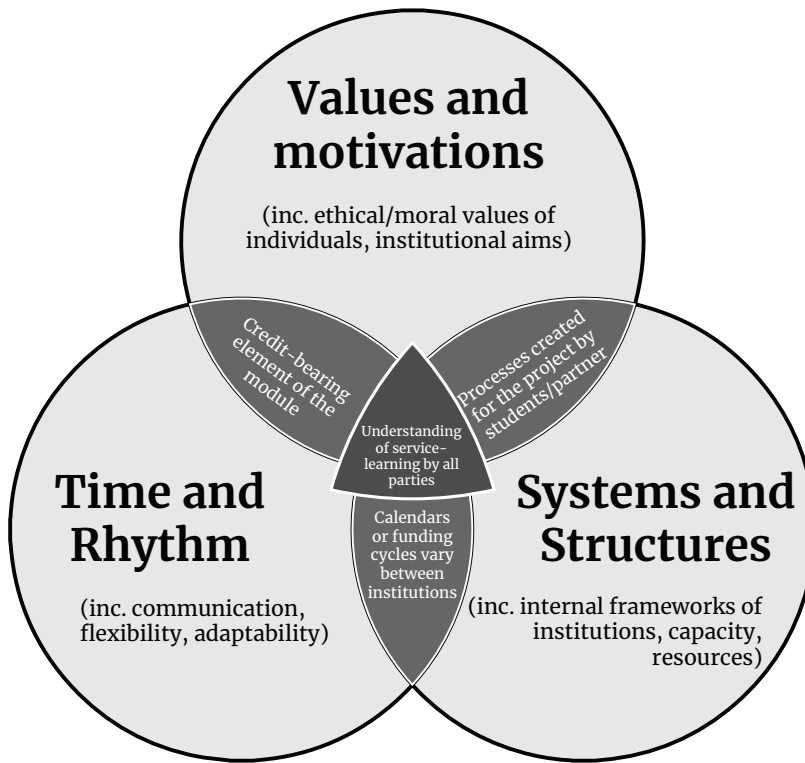 Values and
motivations
(inc. ethical/moral values of
individuals, institutional aims)
Credit-bearing
element of the
module
Processes created
for the project by
students/partner
Understanding
of service-
learning by all
parties
Time and
Rhythm
(inc. communication,
flexibility, adaptability)
Calendars
or funding
cycles vary
between
institutions
Systems and
Structures
(inc. internal frameworks of
institutions, capacity,
resources)